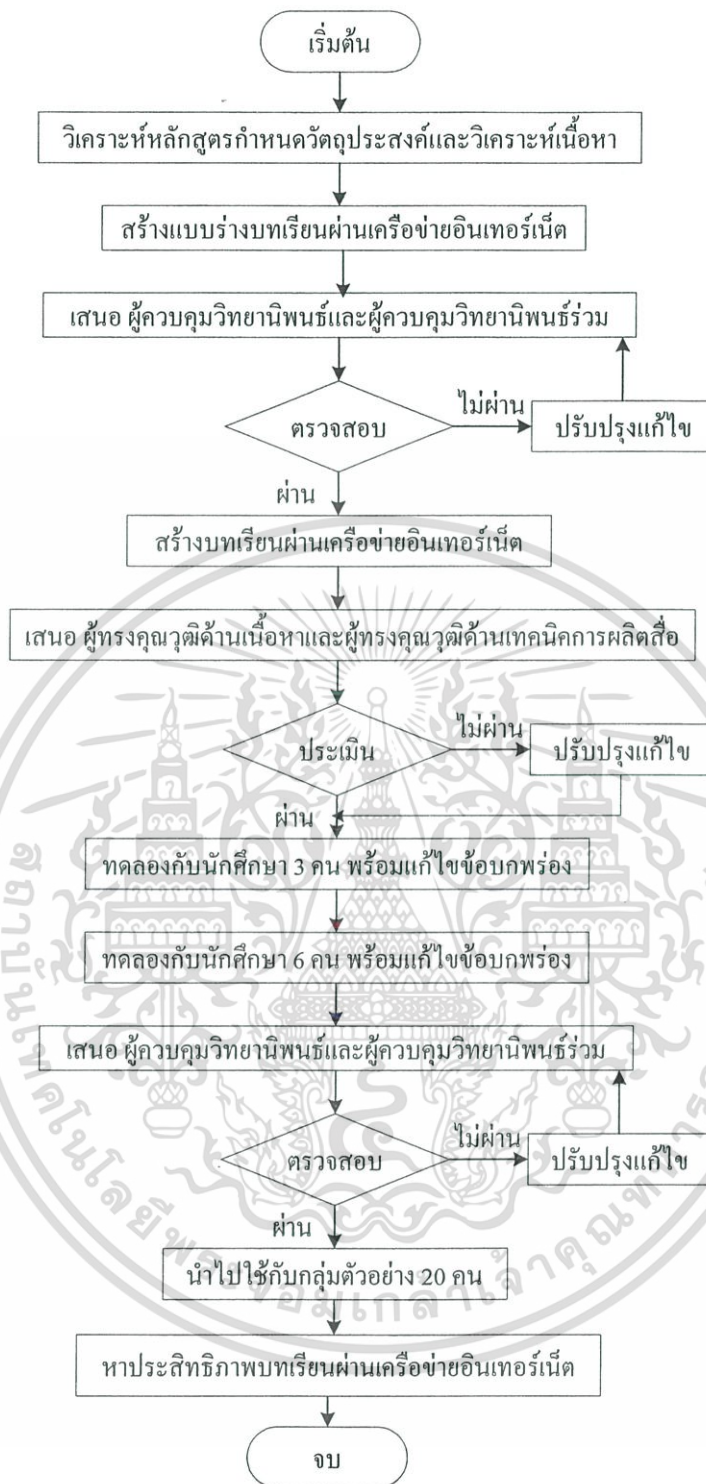 เริ่มต้น
วิเคราะห์หลักสูตรกำหนดวัตถุประสงค์และวิเคราะห์เนื้อหา
สร้างแบบร่างบทเรียนผ่านเครือข่ายอินเทอร์เน็ต
เสนอ ผู้ควบคุมวิทยานิพนธ์และผู้ควบคุมวิทยานิพนธ์ร่วม
ตรวจสอบ
ไม่ผ่าน
ปรับปรุงแก้ไข
ผ่าน
สร้างบทเรียนผ่านเครือข่ายอินเทอร์เน็ต
เสนอ ผู้ทรงคุณวุฒิด้านเนื้อหาและผู้ทรงคุณวุฒิด้านเทคนิคการผลิตสื่อ
ประเมิน
ไม่ผ่าน
ปรับปรุงแก้ไข
ผ่าน
ทดลองกับนักศึกษา 3 คน พร้อมแก้ไขข้อบกพร่อง
ทดลองกับนักศึกษา 6 คน พร้อมแก้ไขข้อบกพร่อง
เสนอ ผู้ควบคุมวิทยานิพนธ์และผู้ควบคุมวิทยานิพนธ์ร่วม
ตรวจสอบ
ไม่ผ่าน
ปรับปรุงแก้ไข
ผ่าน
นำไปใช้กับกลุ่มตัวอย่าง 20 คน
หาประสิทธิภาพบทเรียนผ่านเครือข่ายอินเทอร์เน็ต
จบ